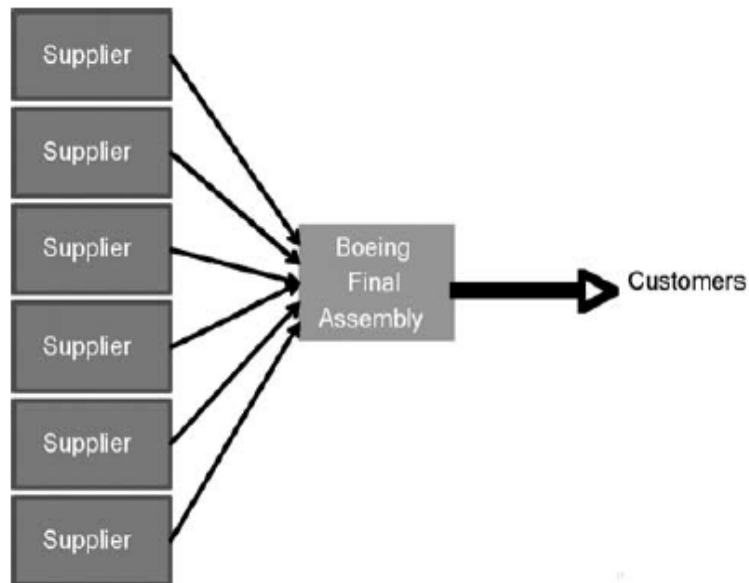 Supplier
Supplier
Supplier
Supplier
Supplier
Supplier
Boeing
Final
Assembly
Customers